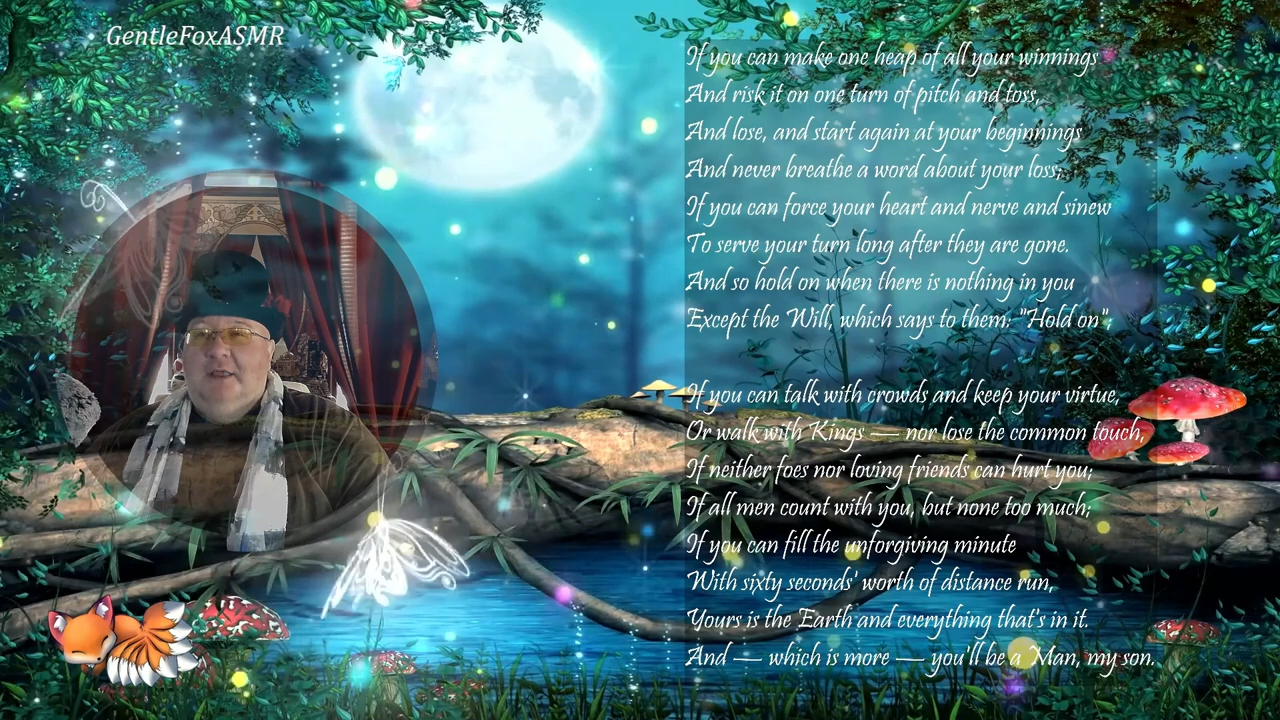 GentleFoxASMR
If you can make one heap of all your winnings
And risk it on one turn of pitch and toss,
And lose, and start again at your beginnings
And never breathe a word about your loss;
If you can force your heart and nerve and sinew
To serve your turn long after they are gone.
And so hold on when there is nothing in you
Except the Will, which says to them: "Hold on";
If you can talk with crowds and keep your virtue,
Or walk with Kings — nor lose the common touch,
If neither foes nor loving friends can hurt you;
If all men count with you, but none too much;
If you can fill the unforgiving minute
With sixty seconds' worth of distance run,
Yours is the Earth and everything that's in it.
And — which is more — you'll be a Man, my son.